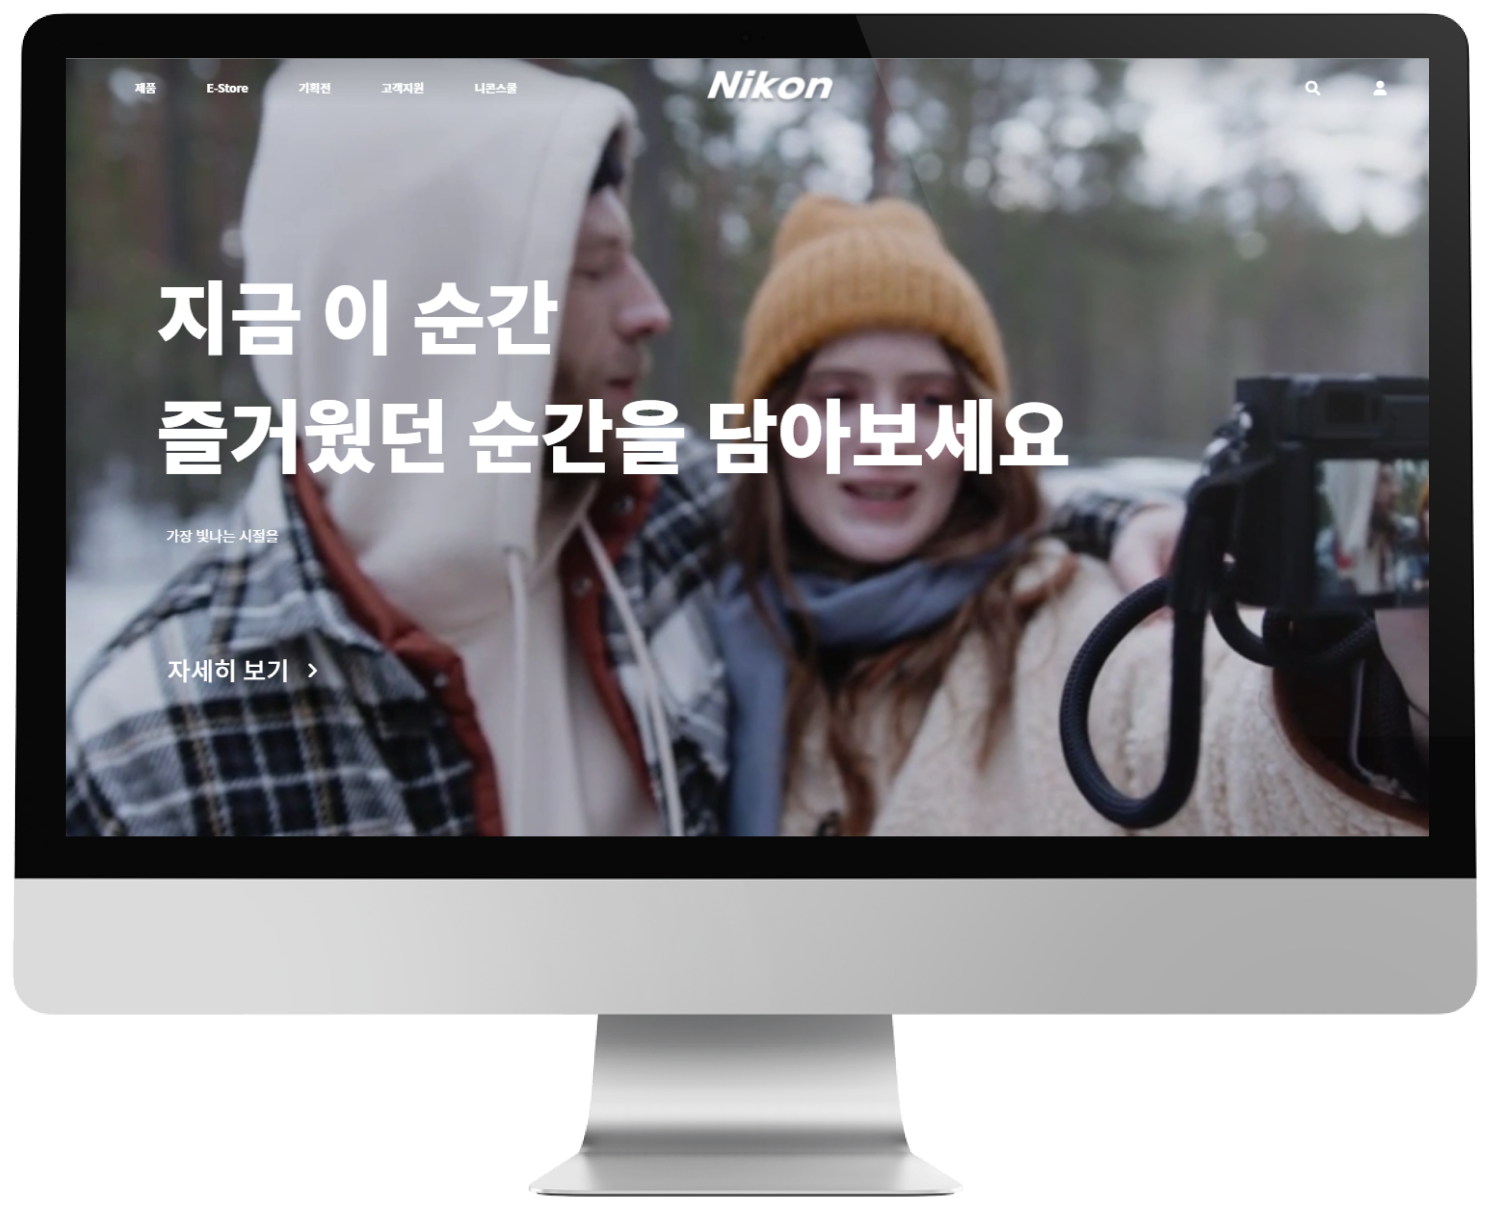 제품 E-Store 기획전 고객지원 니콘스쿨 Nikon
지금 이 순간
즐거웠던 순간을 담아보세요
가장 빛나는 시절을
자세히 보기